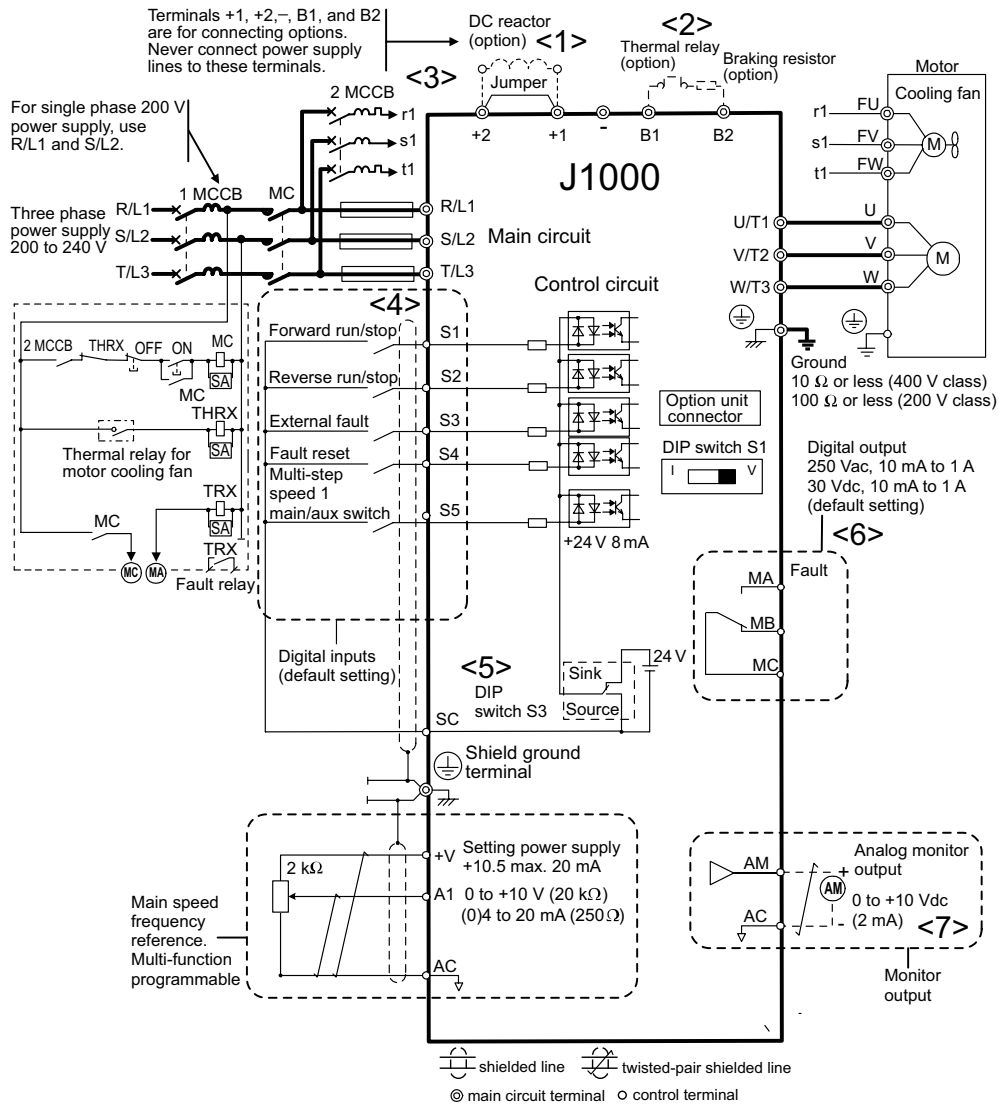 Terminals +1, +2,–, B1, and B2
are for connecting options.
Never connect power supply
lines to these terminals.
DC reactor
(option) <1>
Jumper
<2>
Thermal relay
(option)
Braking resistor
(option)
+2 +1 - B1 B2
Motor
Cooling fan
r1 FU
s1 FV
t1 FW
M
<3>
2 MCCB
r1
s1
t1
For single phase 200 V
power supply, use
R/L1 and S/L2.
1 MCCB MC
Three phase
power supply
200 to 240 V
R/L1
S/L2
T/L3
R/L1
S/L2
T/L3
J1000
Main circuit
Control circuit
U/T1 U
V/T2 V
W/T3 W
M
Ground
10 Ω or less (400 V class)
100 Ω or less (200 V class)
2 MCCB THRX OFF ON MC
SA
MC
THRX
SA
Thermal relay for
motor cooling fan
TRX
SA
MC
TRX
MC MA
Fault relay
<4>
Forward run/stop S1
Reverse run/stop S2
External fault S3
Fault reset S4
Multi-step
speed 1
main/aux switch
S5
+24 V 8 mA
Digital inputs
(default setting)
Option unit
connector
DIP switch S1
I V
Digital output
250 Vac, 10 mA to 1 A
30 Vdc, 10 mA to 1 A
(default setting)
<6>
MA Fault
MB
MC
<5>
DIP
switch S3
Sink
Source
24 V
SC
Shield ground
terminal
2 kΩ
+V
Setting power supply
+10.5 max. 20 mA
A1
0 to +10 V (20 kΩ)
(0)4 to 20 mA (250 Ω)
AC
Main speed
frequency
reference.
Multi-function
programmable
AM
AC
+
AM
-
Analog monitor
output
0 to +10 Vdc
(2 mA) <7>
Monitor
output
shielded line twisted-pair shielded line
main circuit terminal control terminal